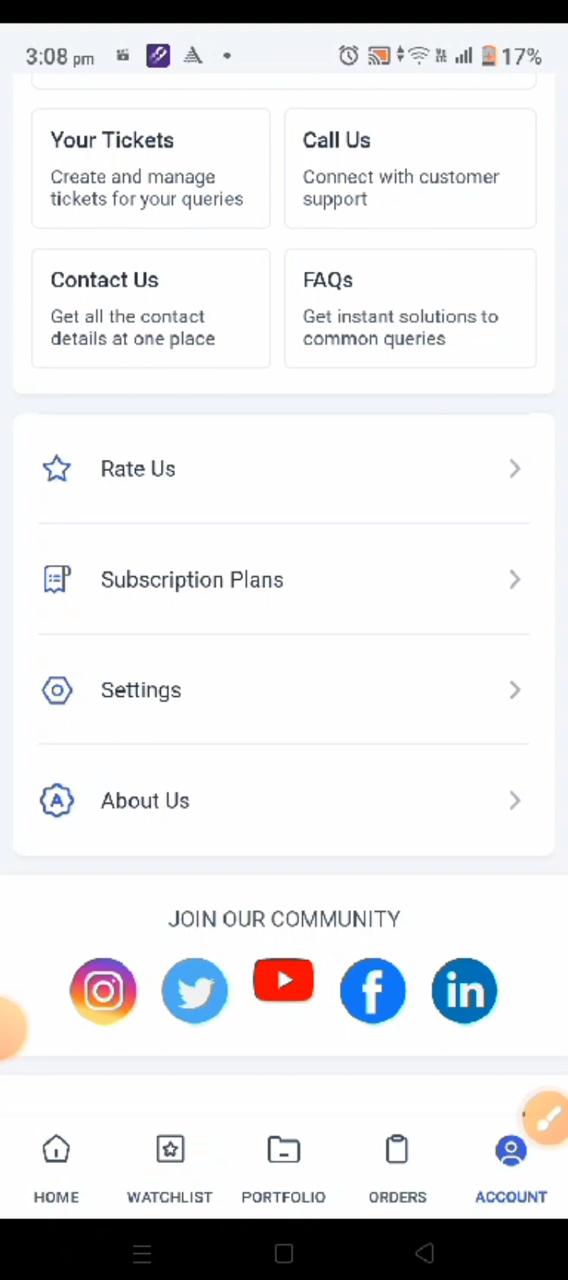 3:08 pm
17%
Your Tickets
Create and manage
tickets for your queries
Call Us
Connect with customer
support
Contact Us
Get all the contact
details at one place
FAQs
Get instant solutions to
common queries
Rate Us
Subscription Plans
Settings
About Us
JOIN OUR COMMUNITY
HOME
WATCHLIST
PORTFOLIO
ORDERS
ACCOUNT